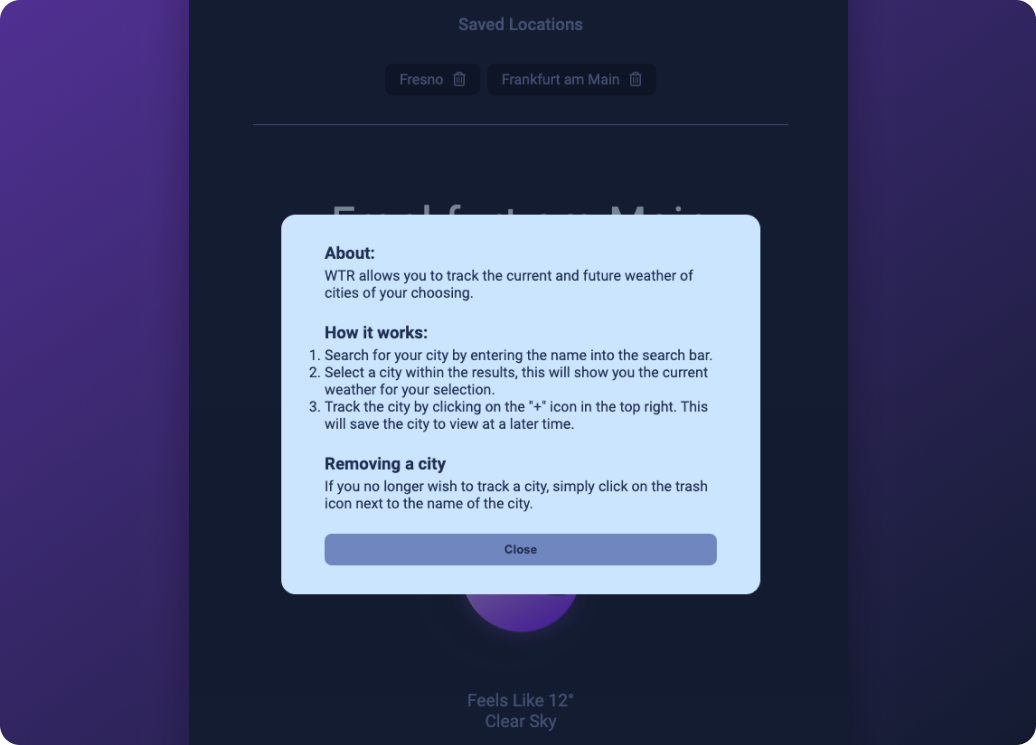 Saved Locations
Fresno
Frankfurt am Main
Frankfurt am Main
About:
WTR allows you to track the current and future weather of
cities of your choosing.
How it works:
1. Search for your city by entering the name into the search bar.
2. Select a city within the results, this will show you the current
weather for your selection.
3. Track the city by clicking on the "+" icon in the top right. This
will save the city to view at a later time.
Removing a city
If you no longer wish to track a city, simply click on the trash
icon next to the name of the city.
Close
Feels Like 12°
Clear Sky